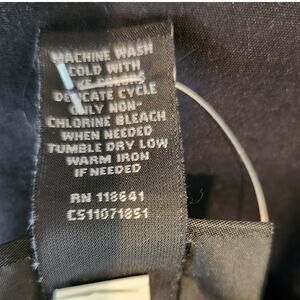 MACHINE WASH
COLD WITH
DELICATE CYCLE
ONLY NON-
CHLORINE BLEACH
WHEN NEEDED
TUMBLE DRY LOW
WARM IRON
IF NEEDED
RN 118641
CS11071851